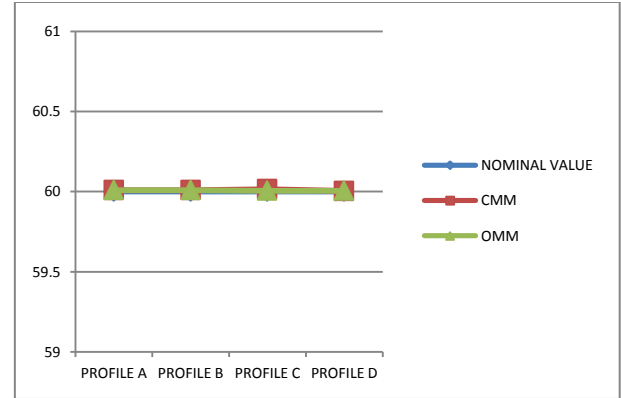 61
60.5
60
59.5
59
PROFILE A PROFILE B PROFILE C PROFILE D
NOMINAL VALUE
CMM
OMM